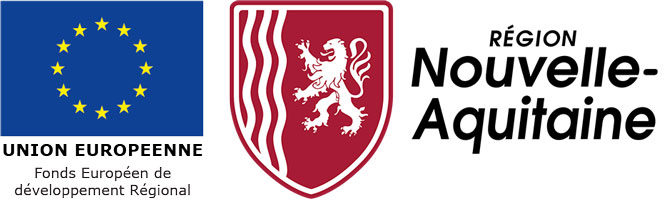 UNION EUROPEENNE
Fonds Européen de
développement Régional
RÉGION
Nouvelle-
Aquitaine